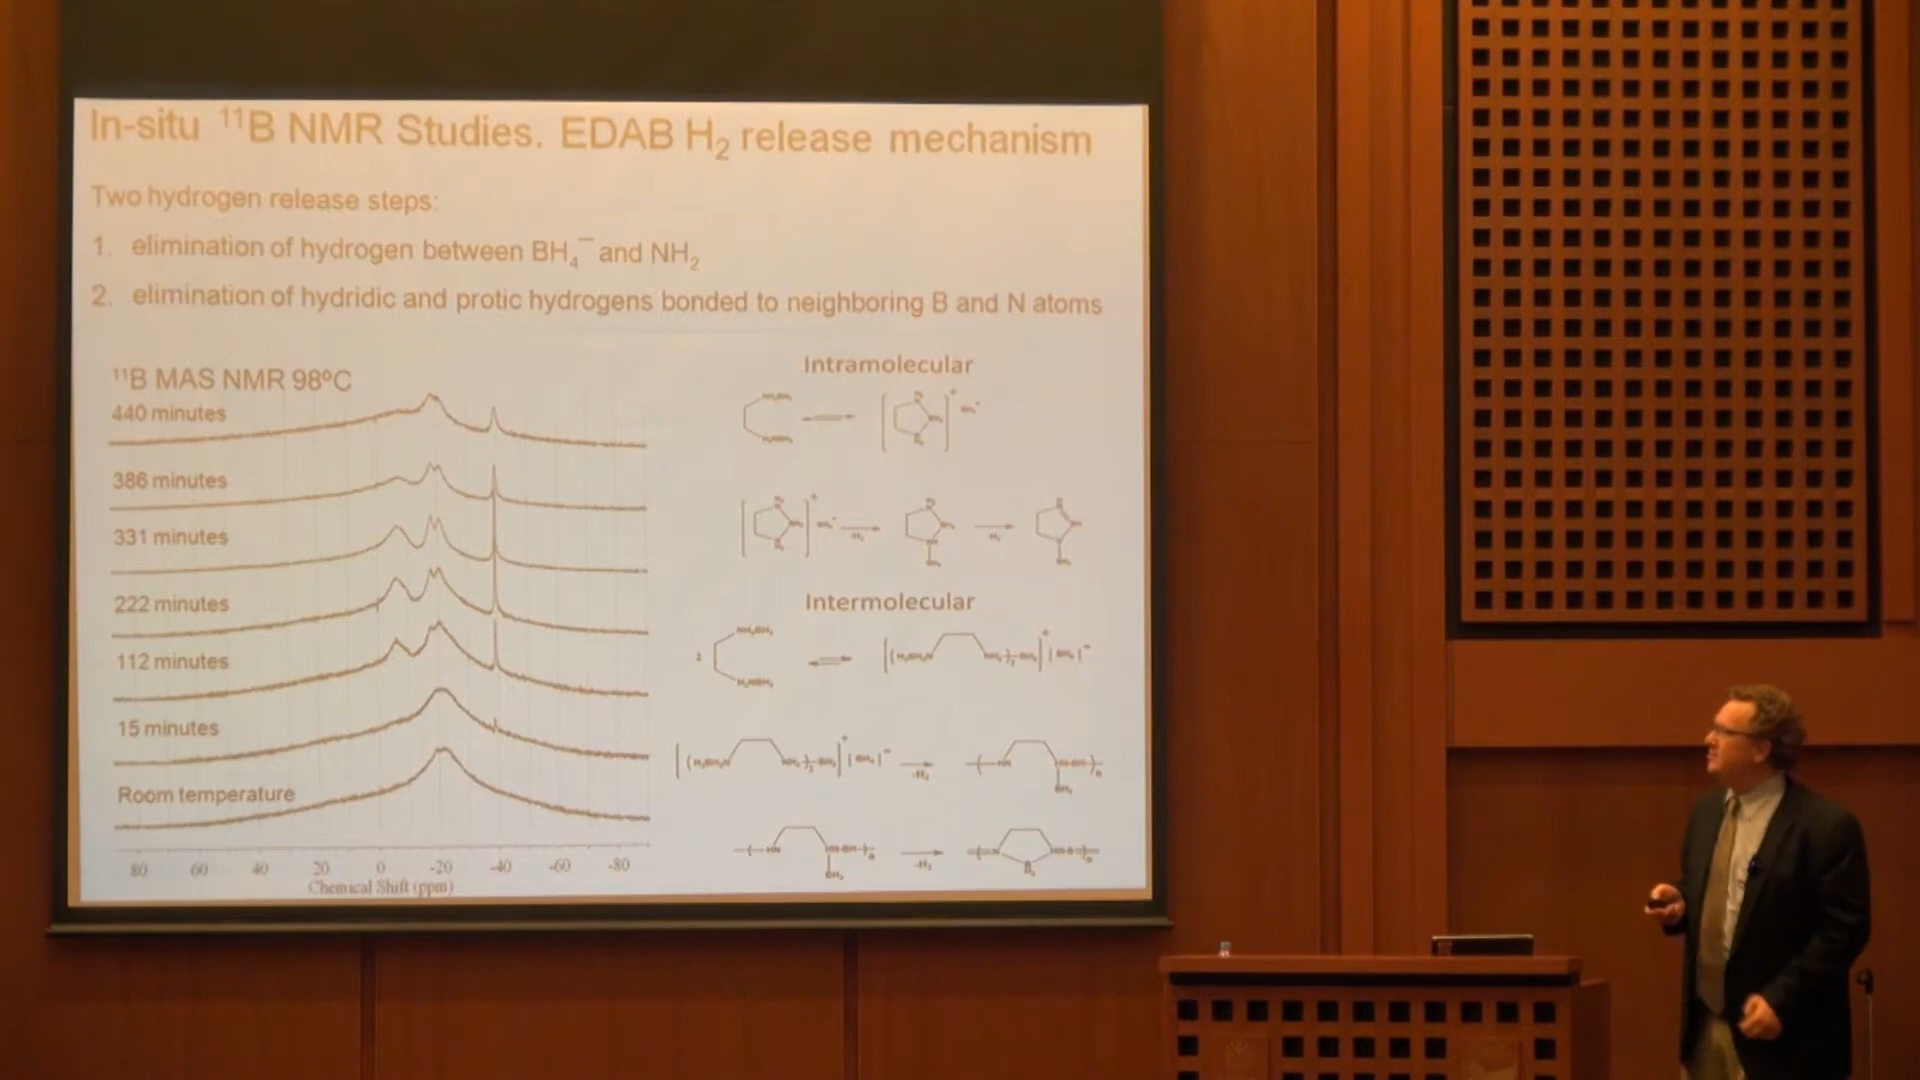 In-situ ¹¹B NMR Studies. EDAB H₂ release mechanism
Two hydrogen release steps:
1. elimination of hydrogen between BH₄⁻ and NH₂
2. elimination of hydridic and protic hydrogens bonded to neighboring B and N atoms
¹¹B MAS NMR 98ºC
440 minutes
386 minutes
331 minutes
222 minutes
112 minutes
15 minutes
Room temperature
80 60 40 20 0 -20 -40 -60 -80
Chemical Shift (ppm)
Intramolecular
Intermolecular